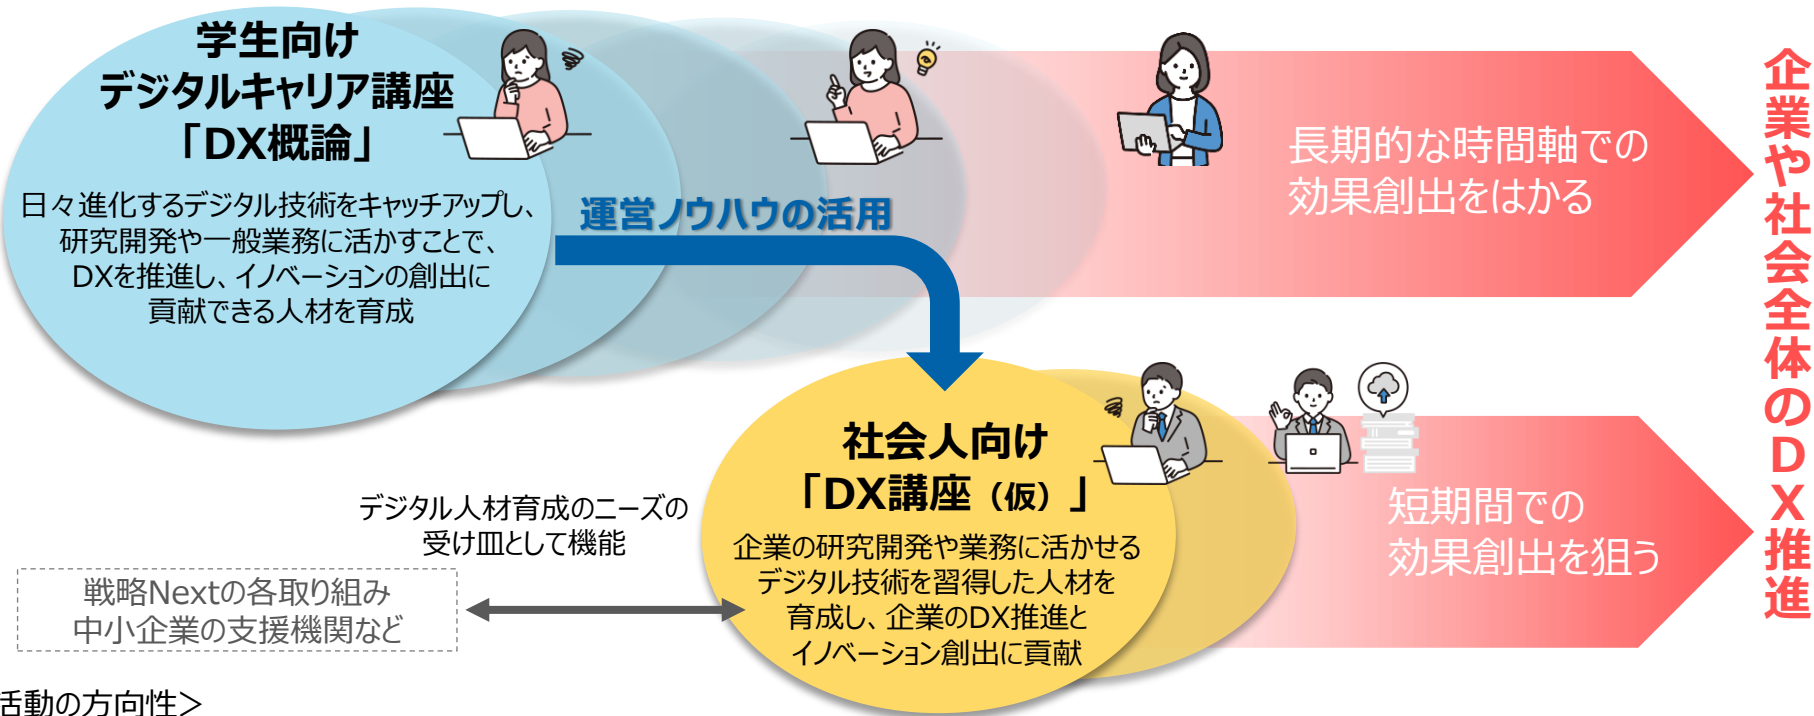 学生向け
デジタルキャリア講座
「DX概論」
日々進化するデジタル技術をキャッチアップし、
研究開発や一般業務に活かすことで、
DXを推進し、イノベーションの創出に
貢献できる人材を育成
運営ノウハウの活用
長期的な時間軸での
効果創出をはかる
企業や社会全体のDX推進
社会人向け
「DX講座（仮）」
企業の研究開発や業務に活かせる
デジタル技術を習得した人材を
育成し、企業のDX推進と
イノベーション創出に貢献
短期間での
効果創出を狙う
デジタル人材育成のニーズの
受け皿として機能
戦略Nextの各取り組み
中小企業の支援機関など
活動の方向性＞